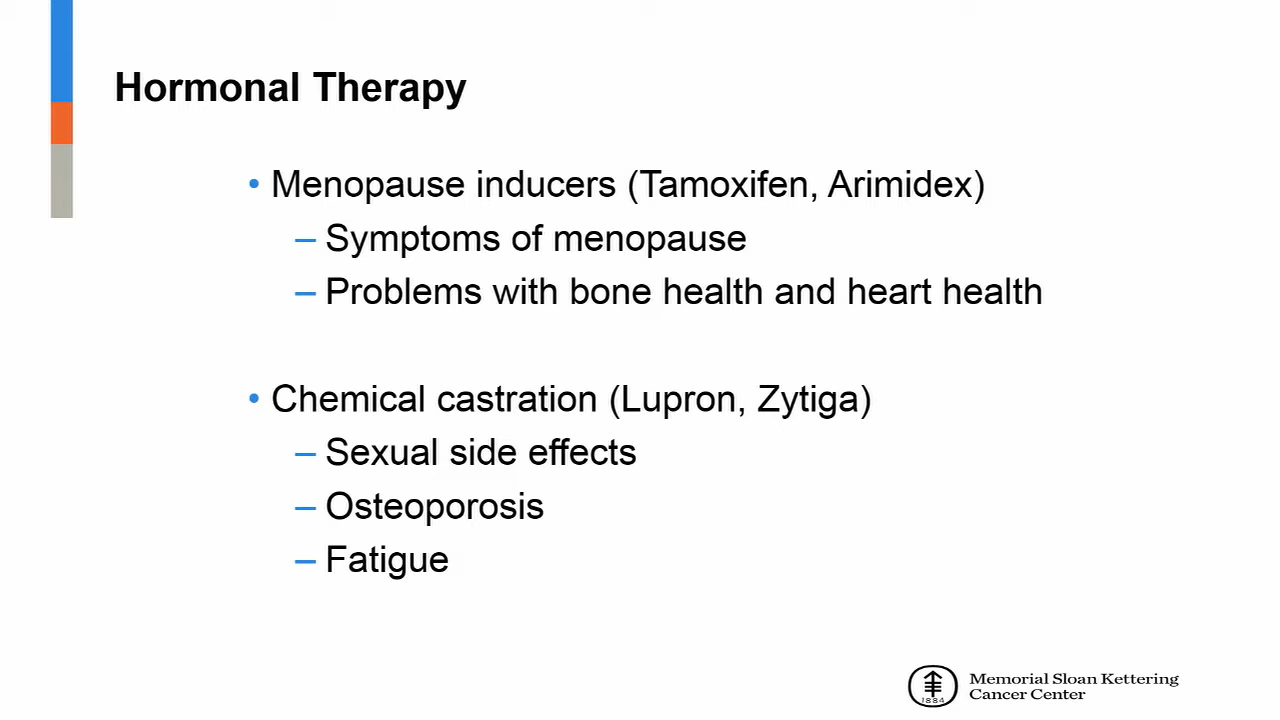 Hormonal Therapy
• Menopause inducers (Tamoxifen, Arimidex)
– Symptoms of menopause
– Problems with bone health and heart health
• Chemical castration (Lupron, Zytiga)
– Sexual side effects
– Osteoporosis
– Fatigue
1884
Memorial Sloan Kettering
Cancer Center